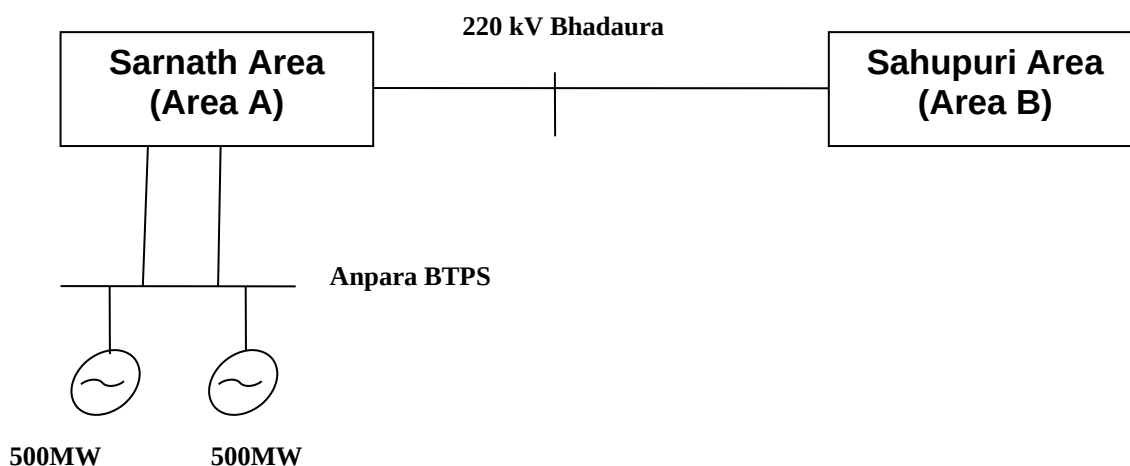 220 kV Bhadaura
Sarnath Area
(Area A)
Sahupuri Area
(Area B)
Anpara BTPS
500MW
500MW